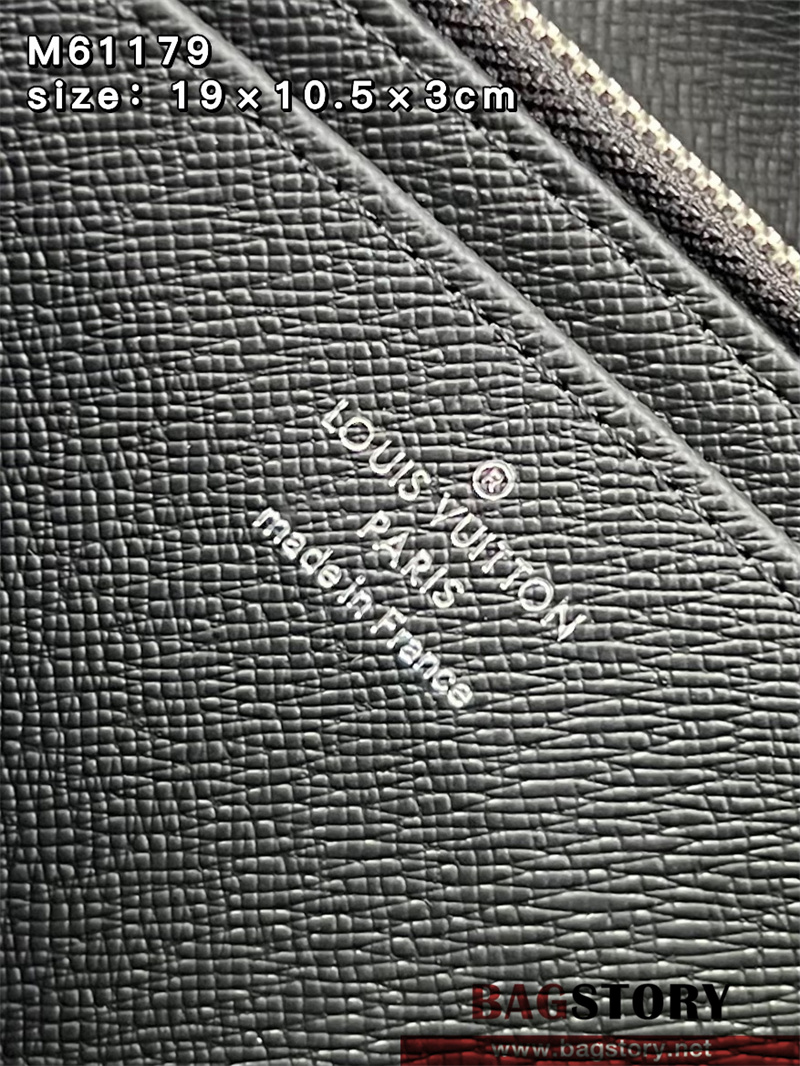 M61179
size: 19×10.5×3cm
LOUIS VUITTON ®
PARIS
made in France
BAGSTORY
www.bagstory.net